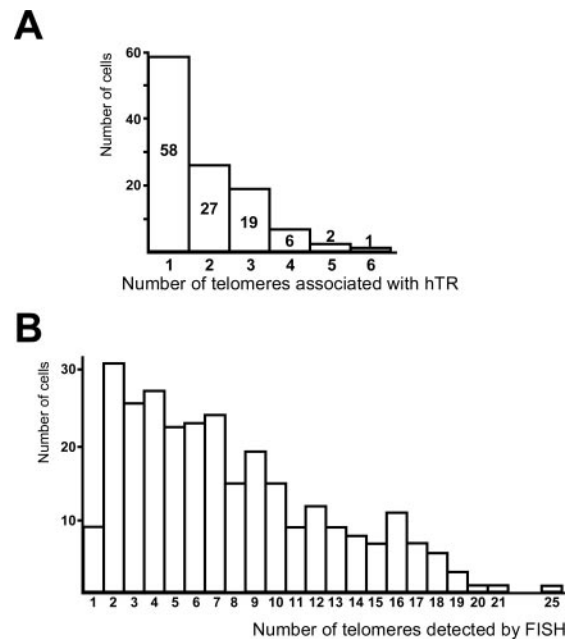 A
Number of cells
60
40
20
58
27
19
6
2
1
1 2 3 4 5 6
Number of telomeres associated with hTR
B
Number of cells
30
20
10
1 2 3 4 5 6 7 8 9 10 11 12 13 14 15 16 17 18 19 20 21 25
Number of telomeres detected by FISH